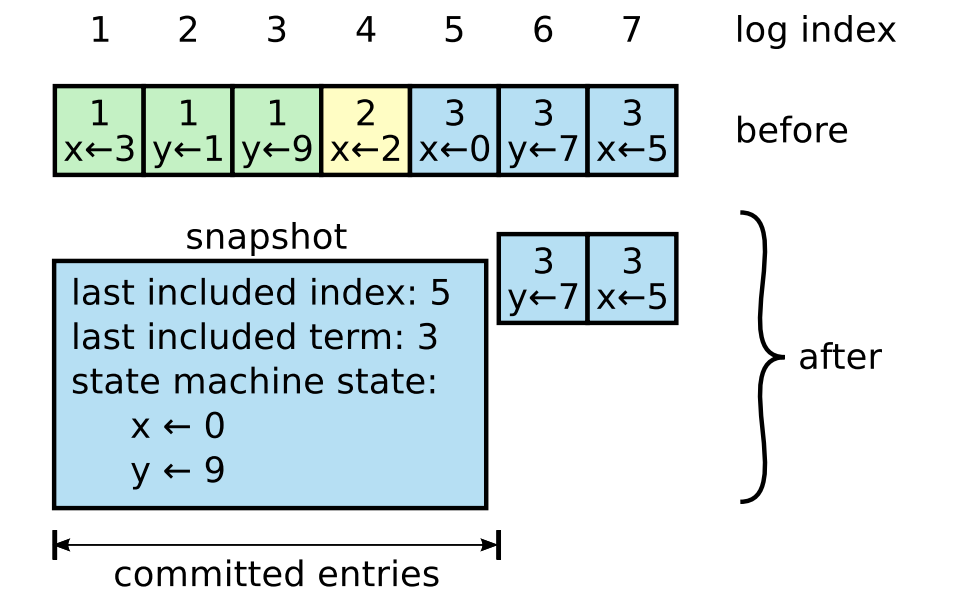 1 2 3 4 5 6 7 log index
1 1 1 2 3 3 3
x←3 y←1 y←9 x←2 x←0 y←7 x←5
before
snapshot
last included index: 5
last included term: 3
state machine state:
x ← 0
y ← 9
3 3
y←7 x←5
after
committed entries